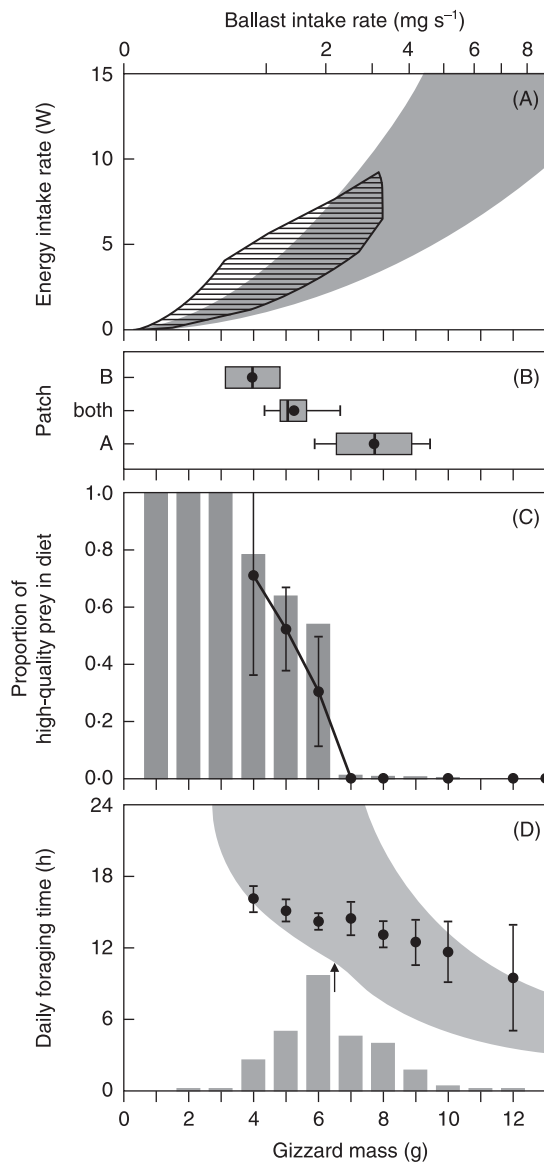 Ballast intake rate (mg s⁻¹)
0 2 4 6 8
15
10
5
0
Energy intake rate (W)
(A)
B
both
A
Patch
(B)
1·0
0·8
0·6
0·4
0·2
0·0
Proportion of
high-quality prey in diet
(C)
24
18
12
6
0
Daily foraging time (h)
(D)
0 2 4 6 8 10 12
Gizzard mass (g)